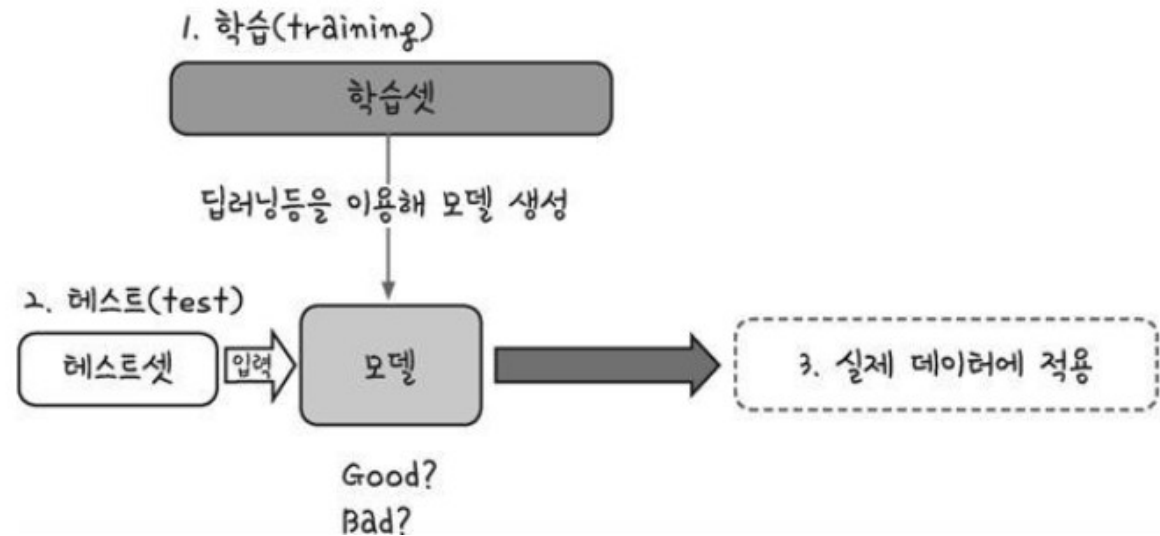 1. 학습(training)
학습셋
딥러닝등을 이용해 모델 생성
2. 테스트(test)
테스트셋
입력
모델
3. 실제 데이터에 적용
Good?
Bad?